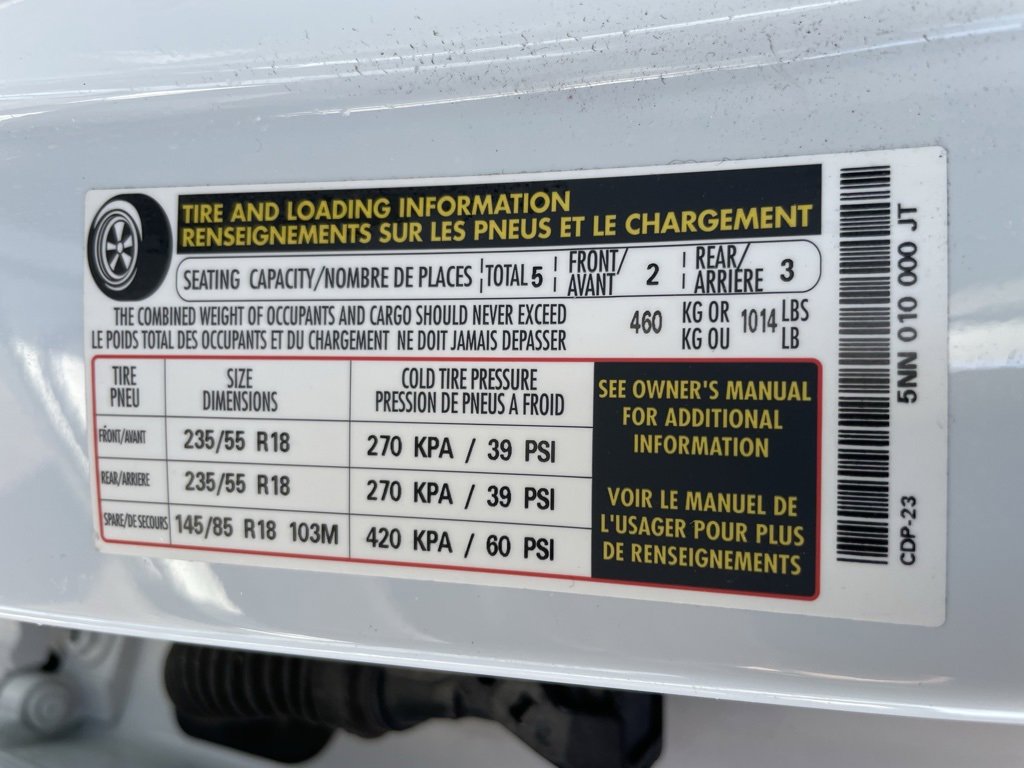 TIRE AND LOADING INFORMATION
RENSEIGNEMENTS SUR LES PNEUS ET LE CHARGEMENT
SEATING CAPACITY/NOMBRE DE PLACES TOTAL 5 FRONT/AVANT 2 REAR/ARRIÈRE 3
THE COMBINED WEIGHT OF OCCUPANTS AND CARGO SHOULD NEVER EXCEED 460 KG OR 1014 LBS
LE POIDS TOTAL DES OCCUPANTS ET DU CHARGEMENT NE DOIT JAMAIS DEPASSER KG OU LB
TIRE SIZE COLD TIRE PRESSURE
PNEU DIMENSIONS PRESSION DE PNEUS A FROID
FRONT/AVANT 235/55 R18 270 KPA / 39 PSI
REAR/ARRIERE 235/55 R18 270 KPA / 39 PSI
SPARE/DE SECOURS 145/85 R18 103M 420 KPA / 60 PSI
SEE OWNER'S MANUAL
FOR ADDITIONAL
INFORMATION
VOIR LE MANUEL DE
L'USAGER POUR PLUS
DE RENSEIGNEMENTS
5NN 010 000 JT
CDP-23